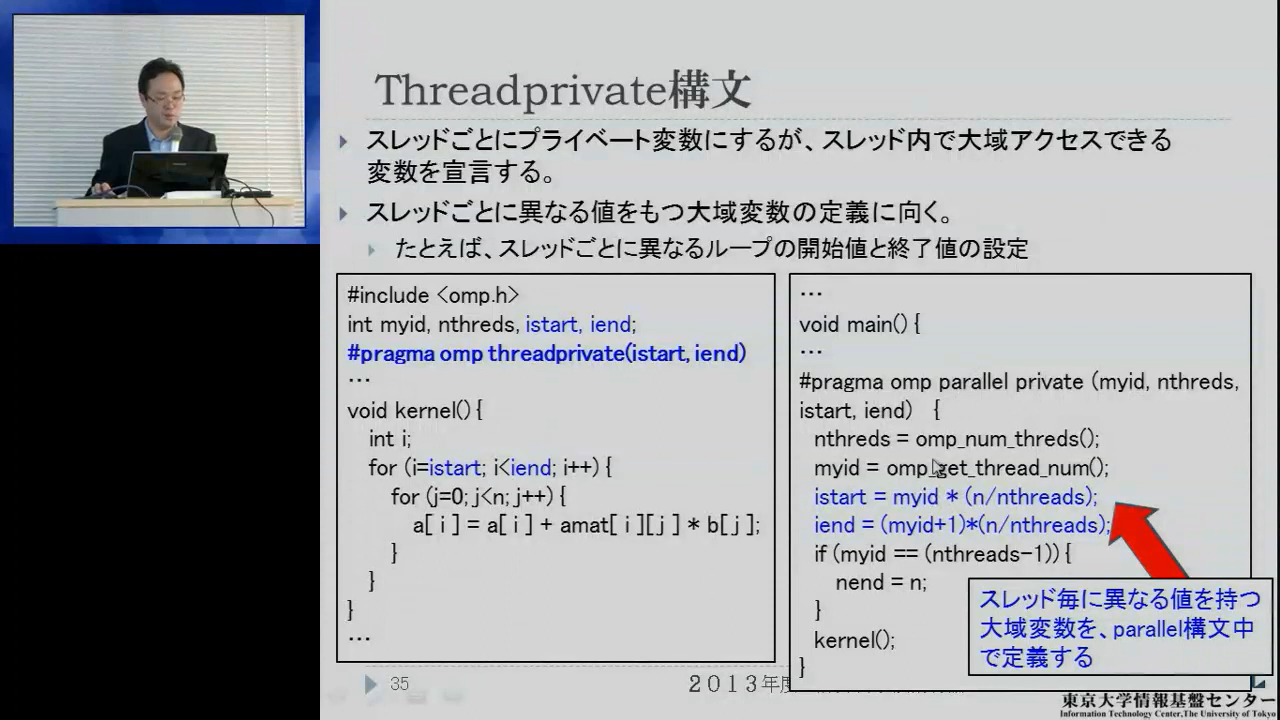 Threadprivate構文
スレッドごとにプライベート変数にするが、スレッド内で大域アクセスできる
変数を宣言する。
スレッドごとに異なる値をもつ大域変数の定義に向く。
たとえば、スレッドごとに異なるループの開始値と終了値の設定
#include <omp.h>
int myid, nthreds, istart, iend;
#pragma omp threadprivate(istart, iend)
…
void kernel() {
int i;
for (i=istart; i<iend; i++) {
for (j=0; j<n; j++) {
a[ i ] = a[ i ] + amat[ i ][ j ] * b[ j ];
}
}
}
…
…
void main() {
…
#pragma omp parallel private (myid, nthreds,
istart, iend) {
nthreds = omp_num_threds();
myid = omp_get_thread_num();
istart = myid * (n/nthreads);
iend = (myid+1)*(n/nthreads);
if (myid == (nthreads-1)) {
nend = n;
}
kernel();
}
スレッド毎に異なる値を持つ
大域変数を、parallel構文中
で定義する
35
2013年度
東京大学情報基盤センター
Information Technology Center,The University of Tokyo